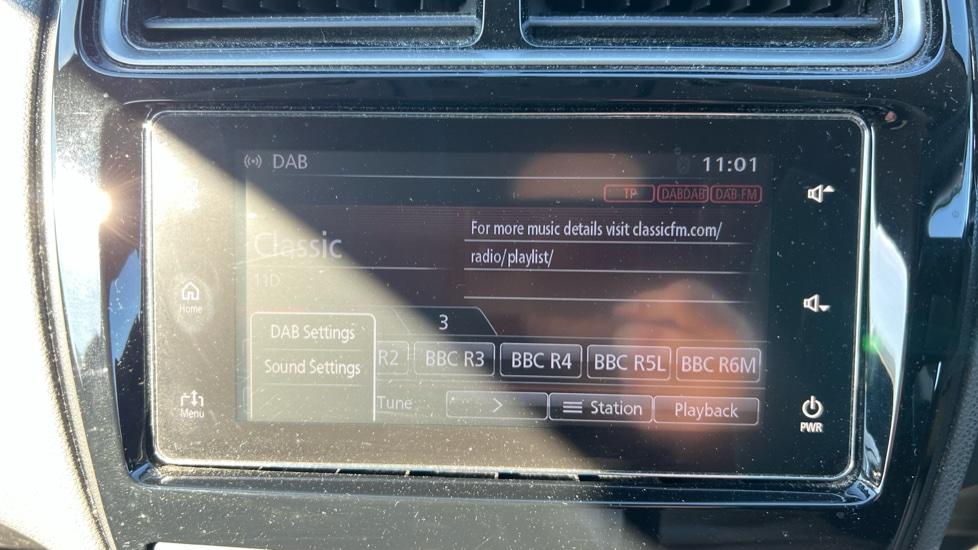 DAB 11:01
TP DABDAB DAB-FM
For more music details visit classicfm.com/
Classic
radio/playlist/
11D
Home
3
DAB Settings
R2 BBC R3 BBC R4 BBC R5L BBC R6M
Sound Settings
Menu
Tune > Station Playback
PWR